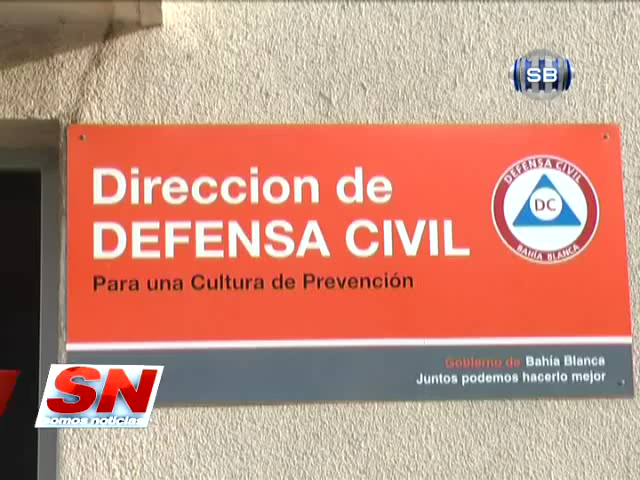 SB
Direccion de
DEFENSA CIVIL
Para una Cultura de Prevención
DEFENSA CIVIL
DC
BAHÍA BLANCA
Gobierno de Bahía Blanca
Juntos podemos hacerlo mejor
SN
somos noticias